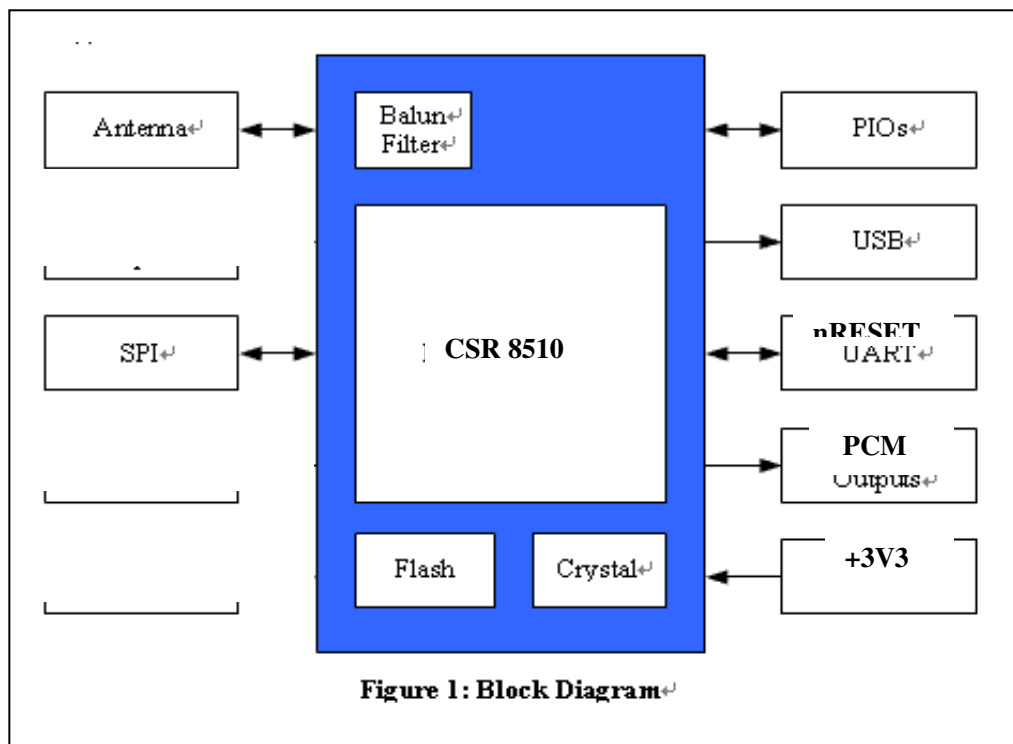 Antenna
Balun
Filter
PIOs
USB
SPI
CSR 8510
nRESET
UART
PCM
Outputs
+3V3
Flash
Crystal
Figure 1: Block Diagram